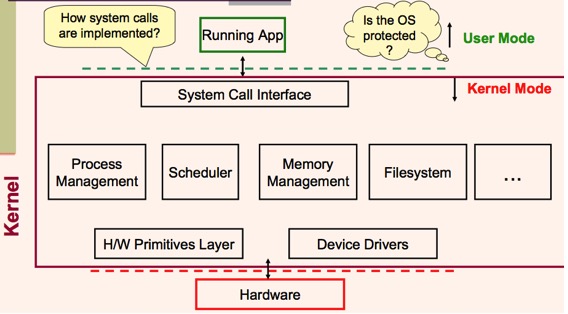 How system calls
are implemented?
Running App
Is the OS
protected
?
User Mode
System Call Interface
Kernel Mode
Kernel
Process
Management
Scheduler
Memory
Management
Filesystem
...
H/W Primitives Layer
Device Drivers
Hardware